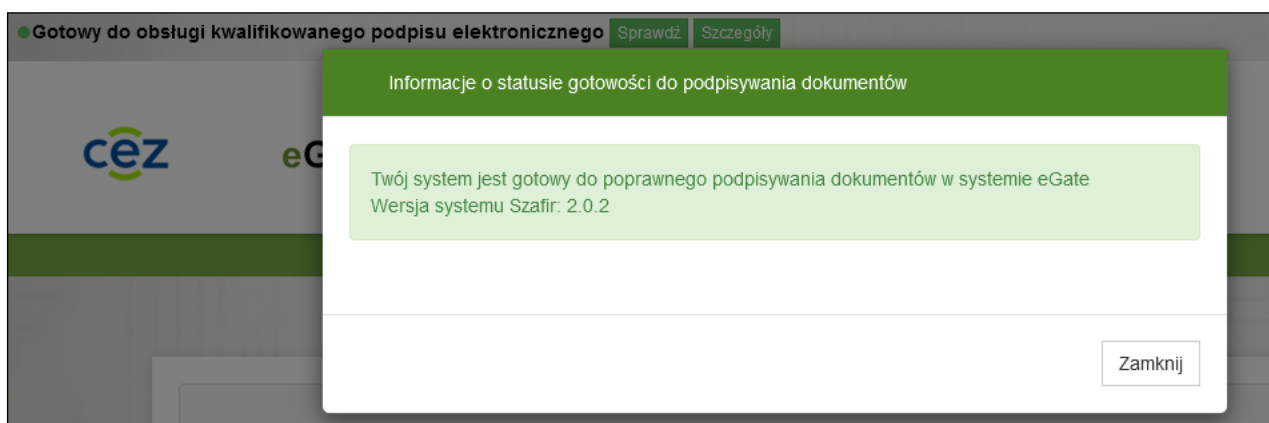 Gotowy do obsługi kwalifikowanego podpisu elektronicznego Sprawdź Szczegóły
Informacje o statusie gotowości do podpisywania dokumentów
cez eG
Twój system jest gotowy do poprawnego podpisywania dokumentów w systemie eGate
Wersja systemu Szafir: 2.0.2
Zamknij